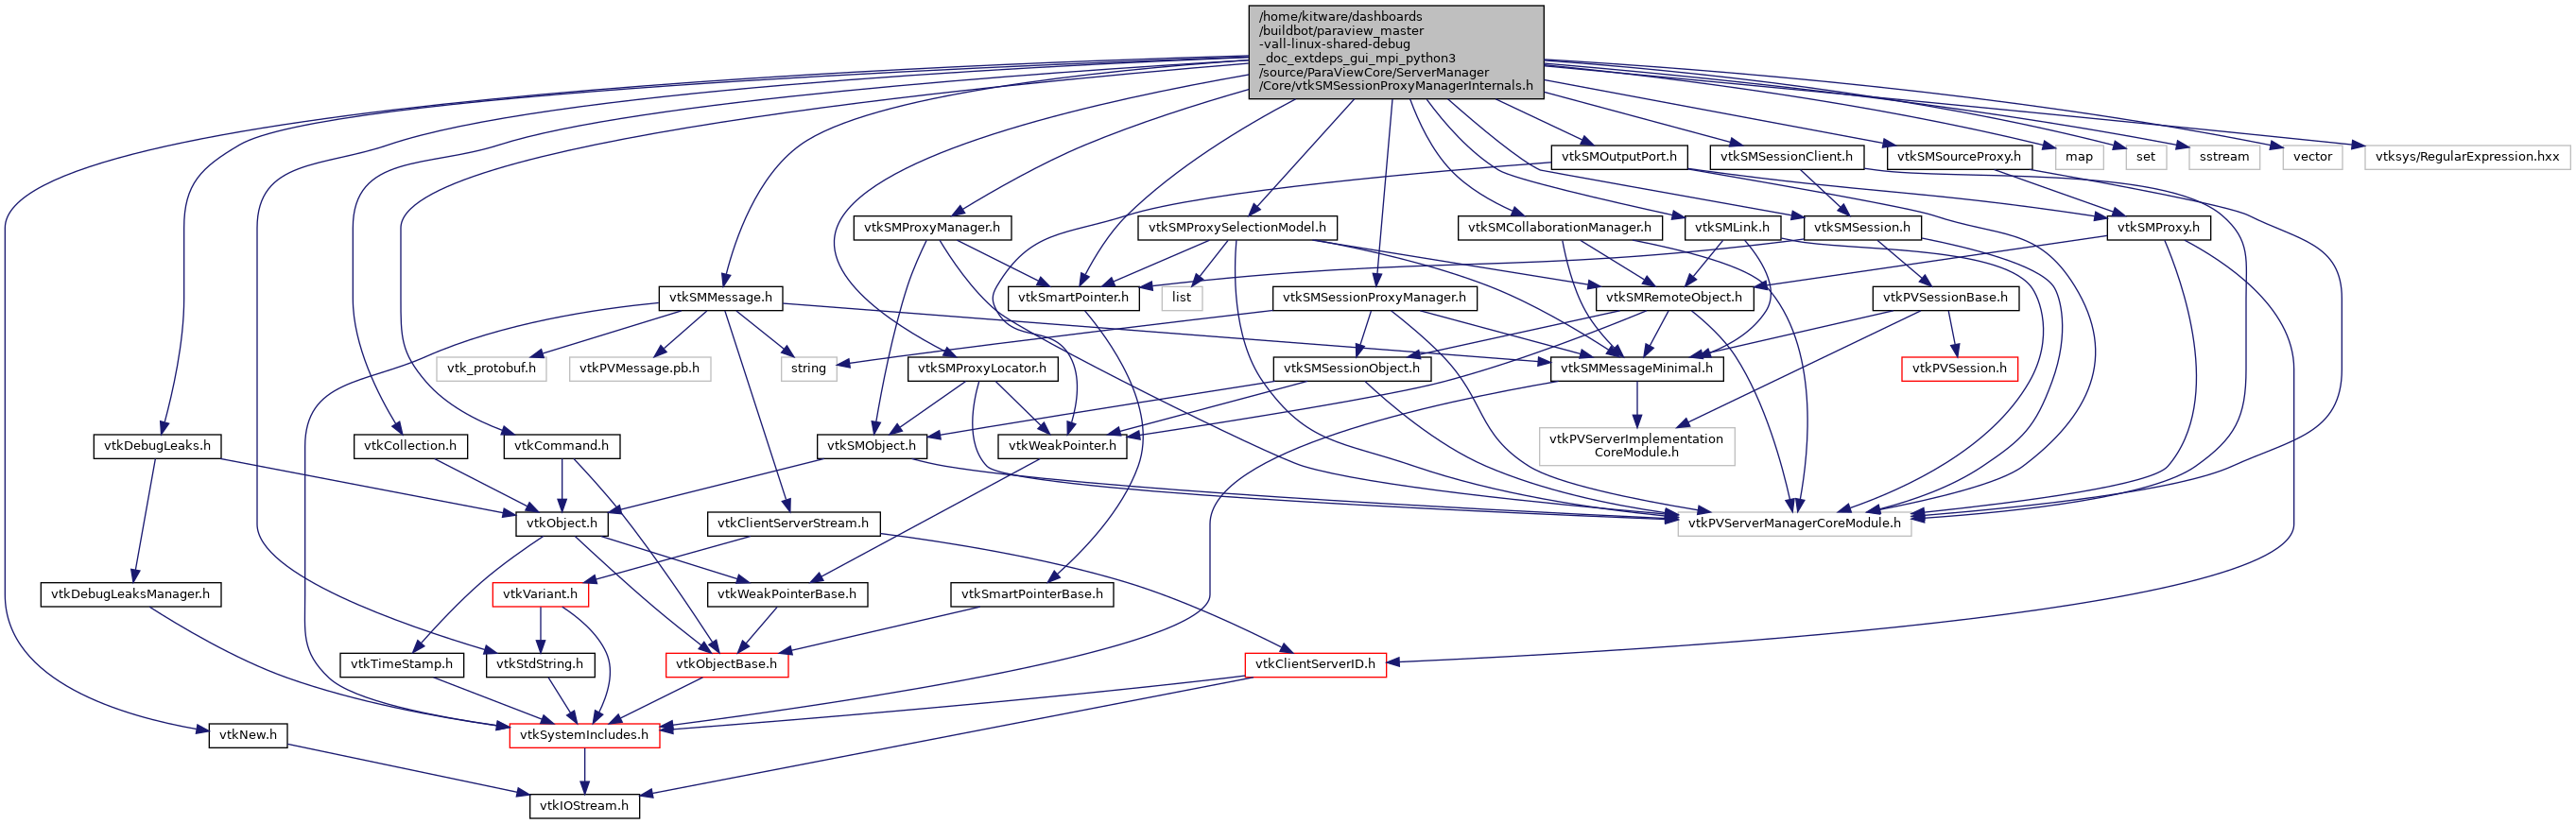 /home/kitware/dashboards
/buildbot/paraview_master
-vall-linux-shared-debug
_doc_extdeps_gui_mpi_python3
/source/ParaViewCore/ServerManager
/Core/vtkSMSessionProxyManagerInternals.h
vtkSMOutputPort.h
vtkSMSessionClient.h
vtkSMSourceProxy.h
map
set
sstream
vector
vtksys/RegularExpression.hxx
vtkSMProxyManager.h
vtkSMProxySelectionModel.h
vtkSMCollaborationManager.h
vtkSMLink.h
vtkSMSession.h
vtkSMProxy.h
vtkSMMessage.h
vtkSmartPointer.h
list
vtkSMSessionProxyManager.h
vtkSMRemoteObject.h
vtkPVSessionBase.h
vtk_protobuf.h
vtkPVMessage.pb.h
string
vtkSMProxyLocator.h
vtkSMSessionObject.h
vtkSMMessageMinimal.h
vtkPVSession.h
vtkDebugLeaks.h
vtkCollection.h
vtkCommand.h
vtkSMObject.h
vtkWeakPointer.h
vtkPVServerImplementation
CoreModule.h
vtkObject.h
vtkClientServerStream.h
vtkPVServerManagerCoreModule.h
vtkDebugLeaksManager.h
vtkVariant.h
vtkWeakPointerBase.h
vtkSmartPointerBase.h
vtkTimeStamp.h
vtkStdString.h
vtkObjectBase.h
vtkClientServerID.h
vtkNew.h
vtkSystemIncludes.h
vtkIOStream.h